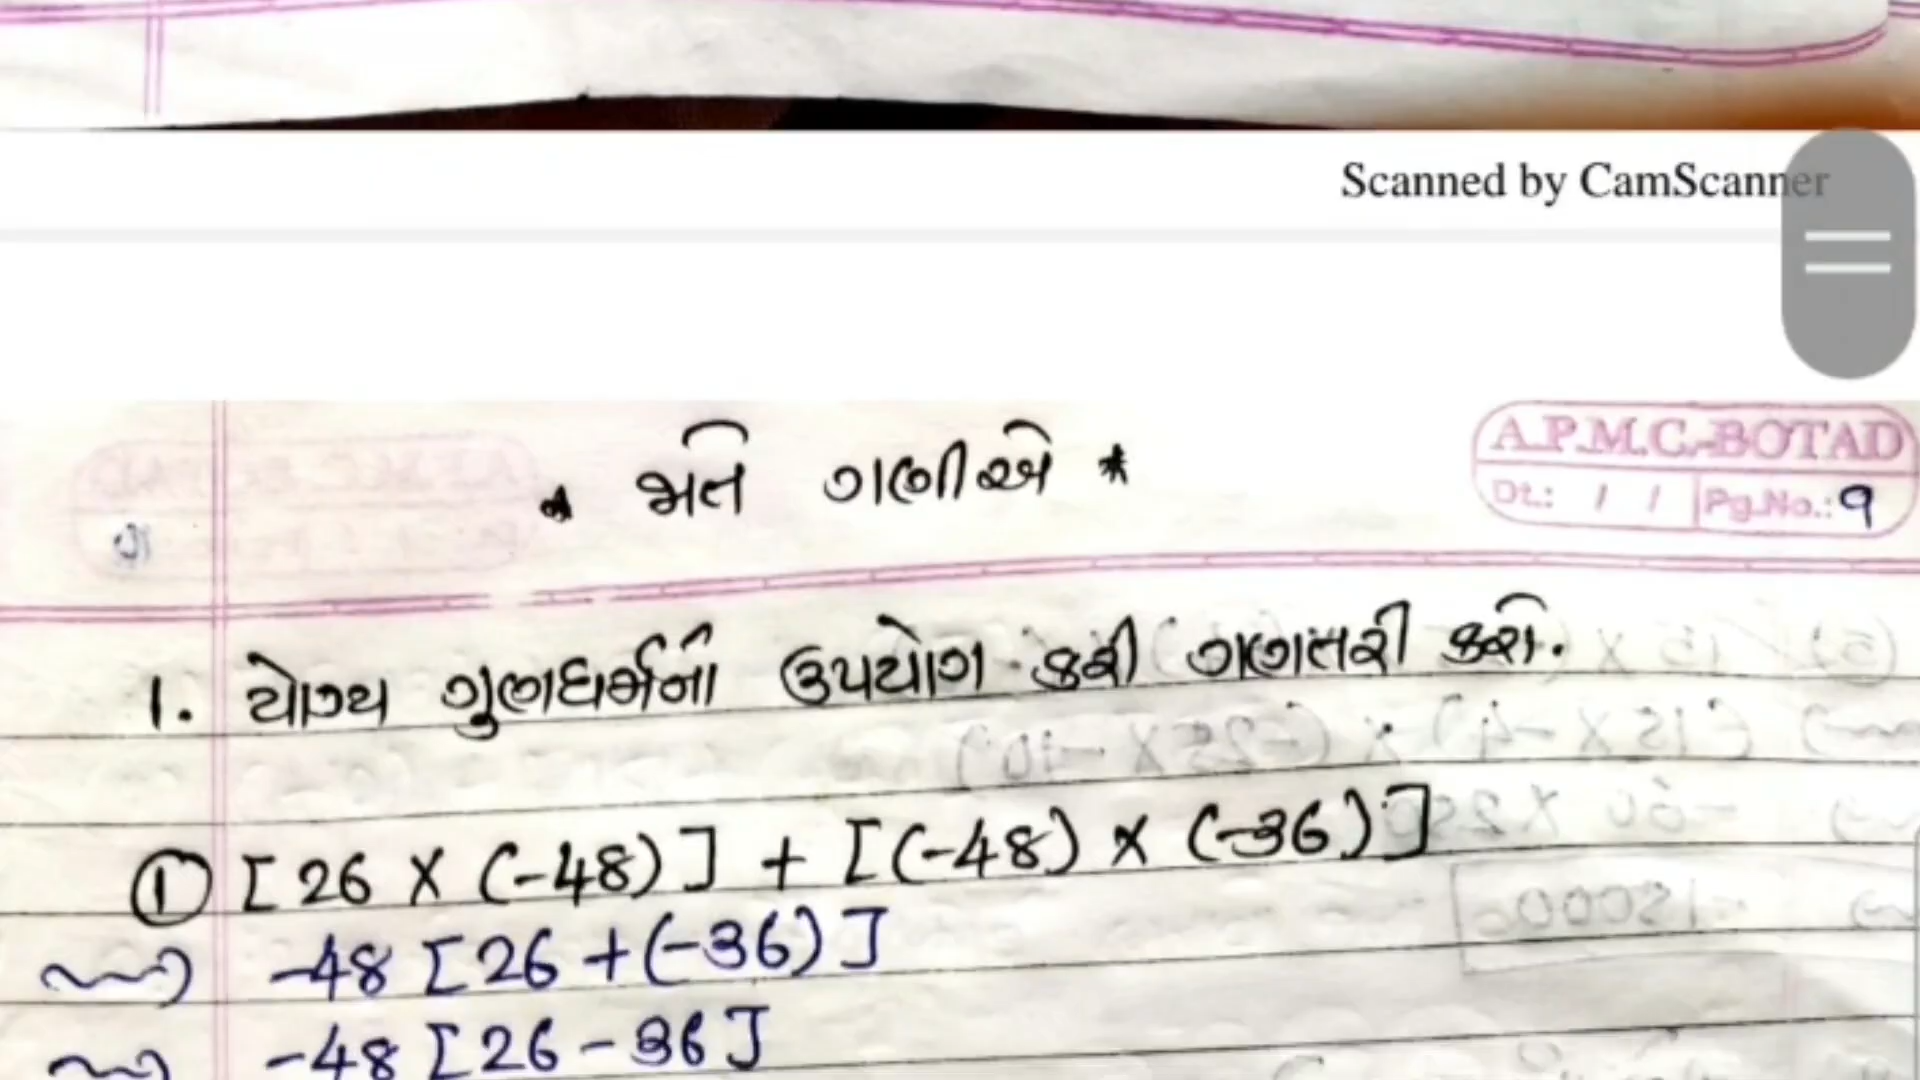 Scanned by CamScanner
* જાતે ગણીએ *
A.P.M.C.-BOTAD
Dt.: / / Pg.No.: 9
1. યોગ્ય ગુણધર્મનો ઉપયોગ કરી ગણતરી કરો.
① [26 × (-48)] + [(-48) × (-36)]
-48 [26 + (-36)]
-48 [26 - 36]